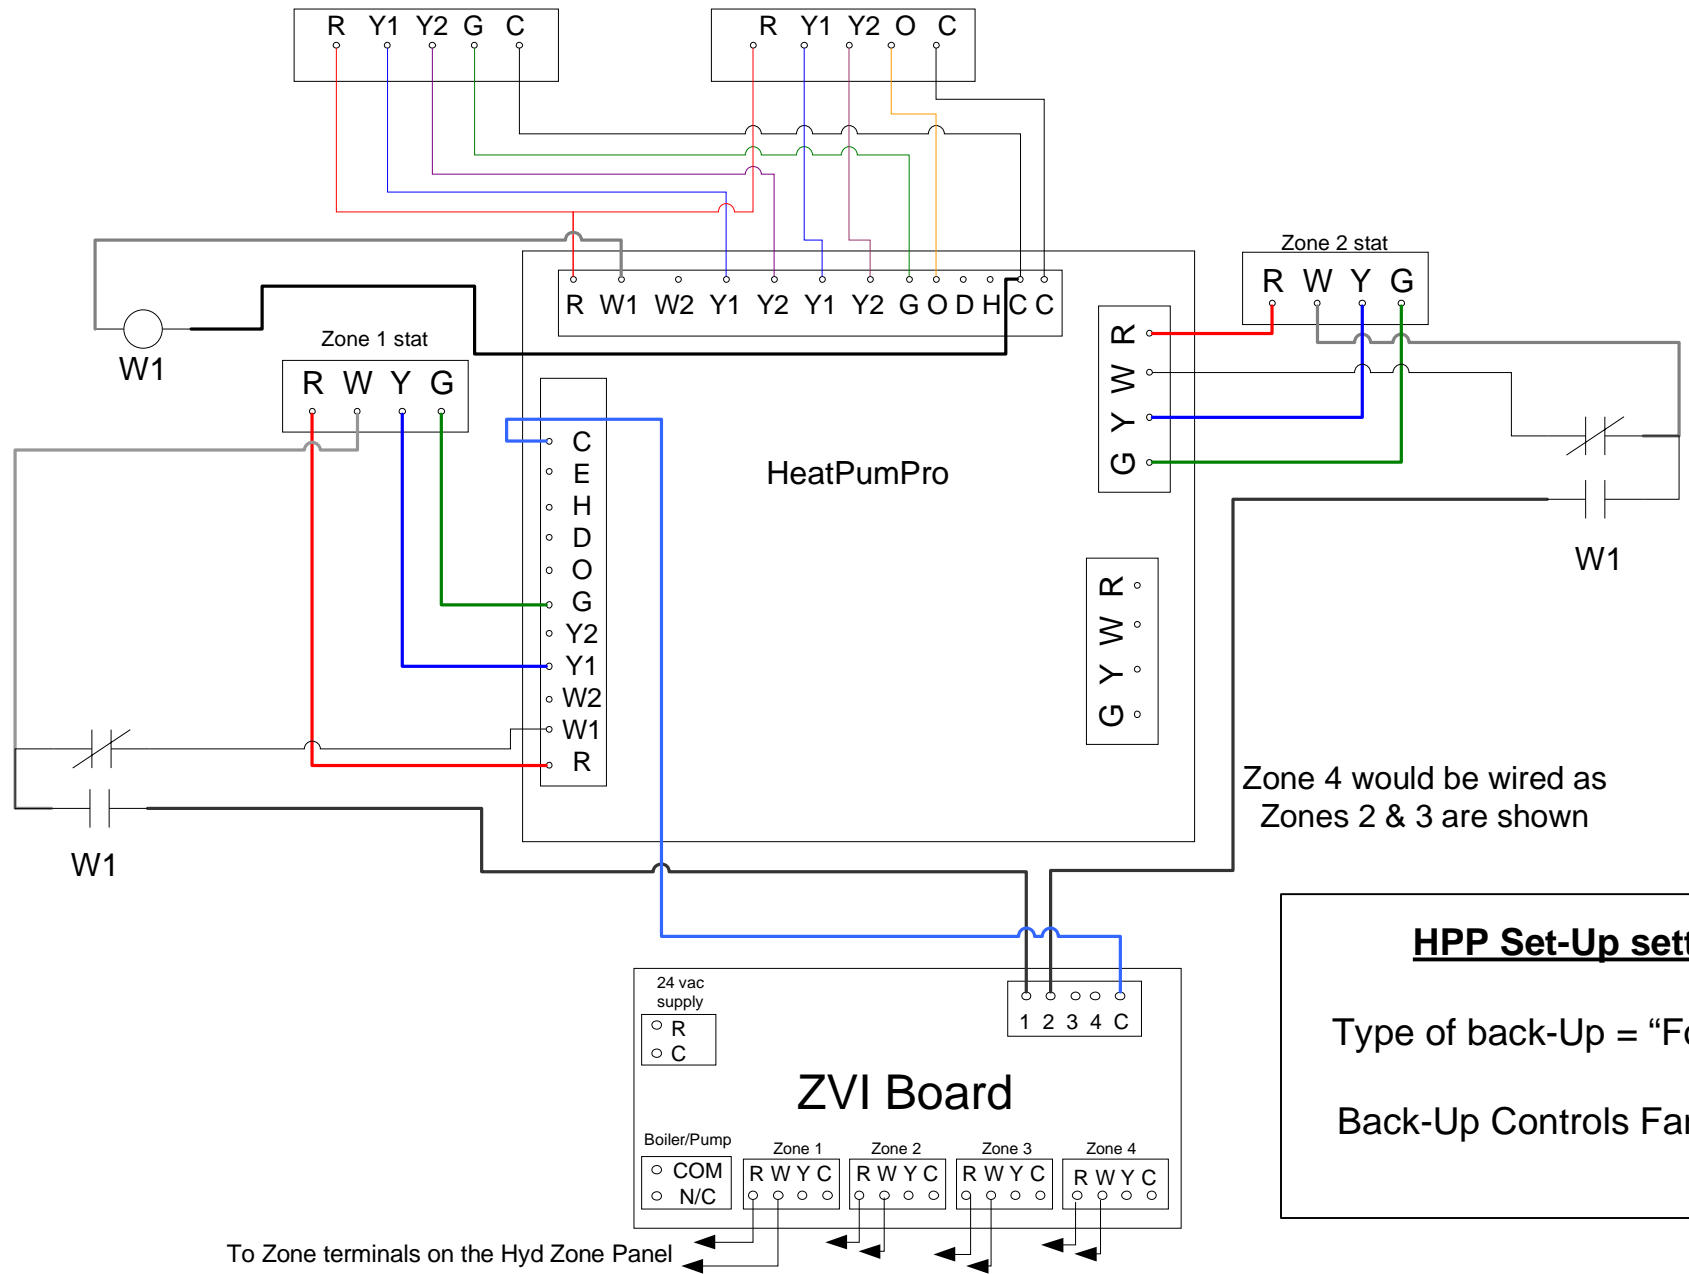 R Y1 Y2 G C
R Y1 Y2 O C
R W1 W2 Y1 Y2 Y1 Y2 G O D H C C
W1
Zone 1 stat
R W Y G
Zone 2 stat
R W Y G
R
W
Y
G
C
E
H
D
O
G
Y2
Y1
W2
W1
R
HeatPumPro
W1
R
W
Y
G
W1
Zone 4 would be wired as
Zones 2 & 3 are shown
HPP Set-Up
Type of back-Up =
Back-Up Controls
24 vac
supply
R
C
1 2 3 4 C
ZVI Board
Boiler/Pump
COM
N/C
Zone 1
R W Y C
Zone 2
R W Y C
Zone 3
R W Y C
Zone 4
R W Y C
To Zone terminals on the Hyd Zone Panel